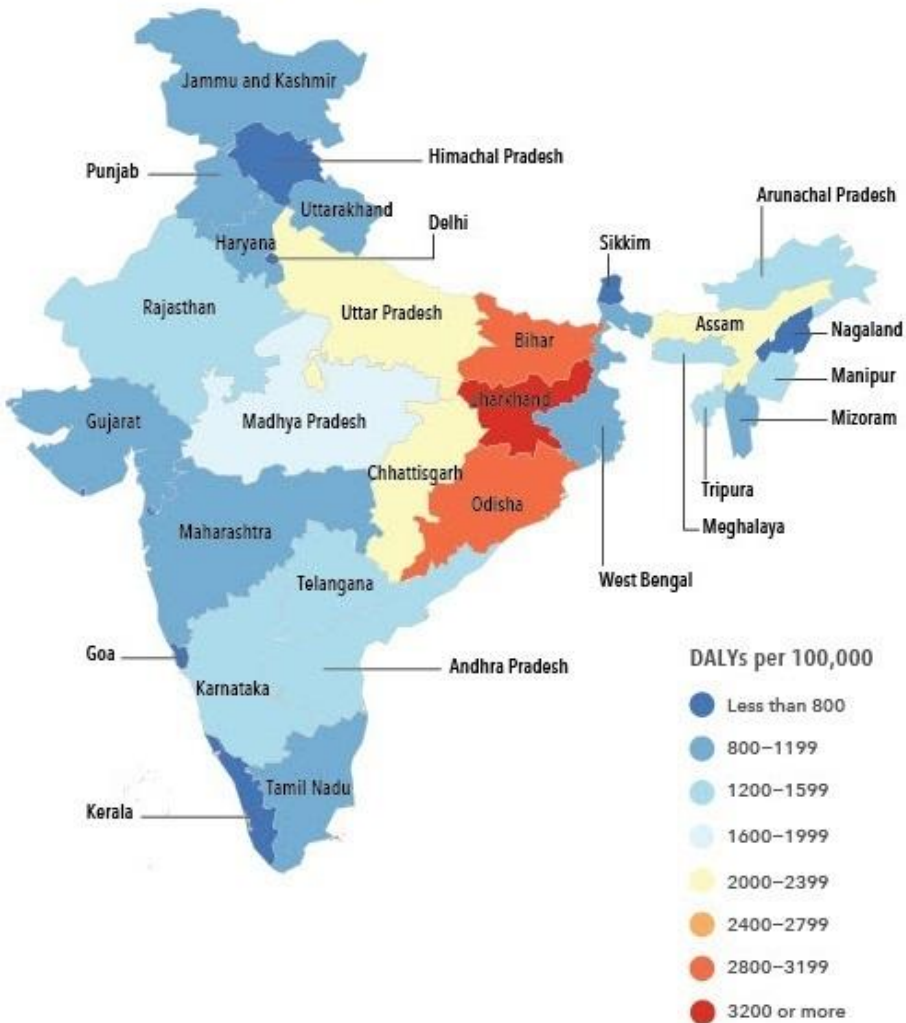 Jammu and Kashmir
Himachal Pradesh
Punjab
Arunachal Pradesh
Uttarakhand
Delhi
Haryana
Sikkim
Rajasthan
Uttar Pradesh
Assam
Nagaland
Bihar
Manipur
Jharkhand
Gujarat
Madhya Pradesh
Mizoram
Chhattisgarh
Tripura
Odisha
Meghalaya
Maharashtra
West Bengal
Telangana
Goa
Andhra Pradesh
Karnataka
Tamil Nadu
Kerala
DALYs per 100,000
Less than 800
800–1199
1200–1599
1600–1999
2000–2399
2400–2799
2800–3199
3200 or more